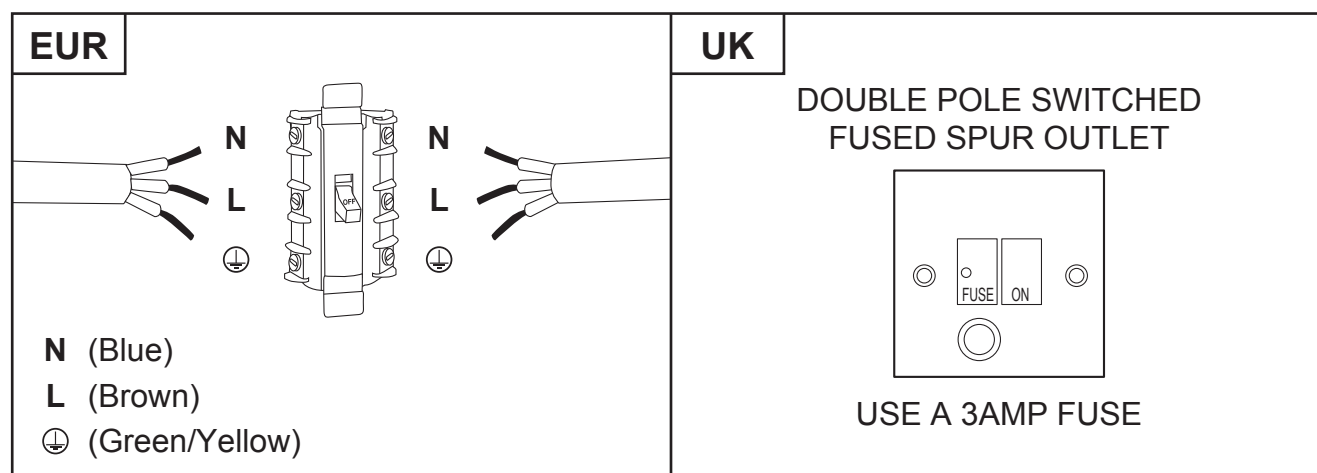 EUR
N
N
L
L
OFF
N (Blue)
L (Brown)
(Green/Yellow)
UK
DOUBLE POLE SWITCHED
FUSED SPUR OUTLET
FUSE
ON
USE A 3AMP FUSE